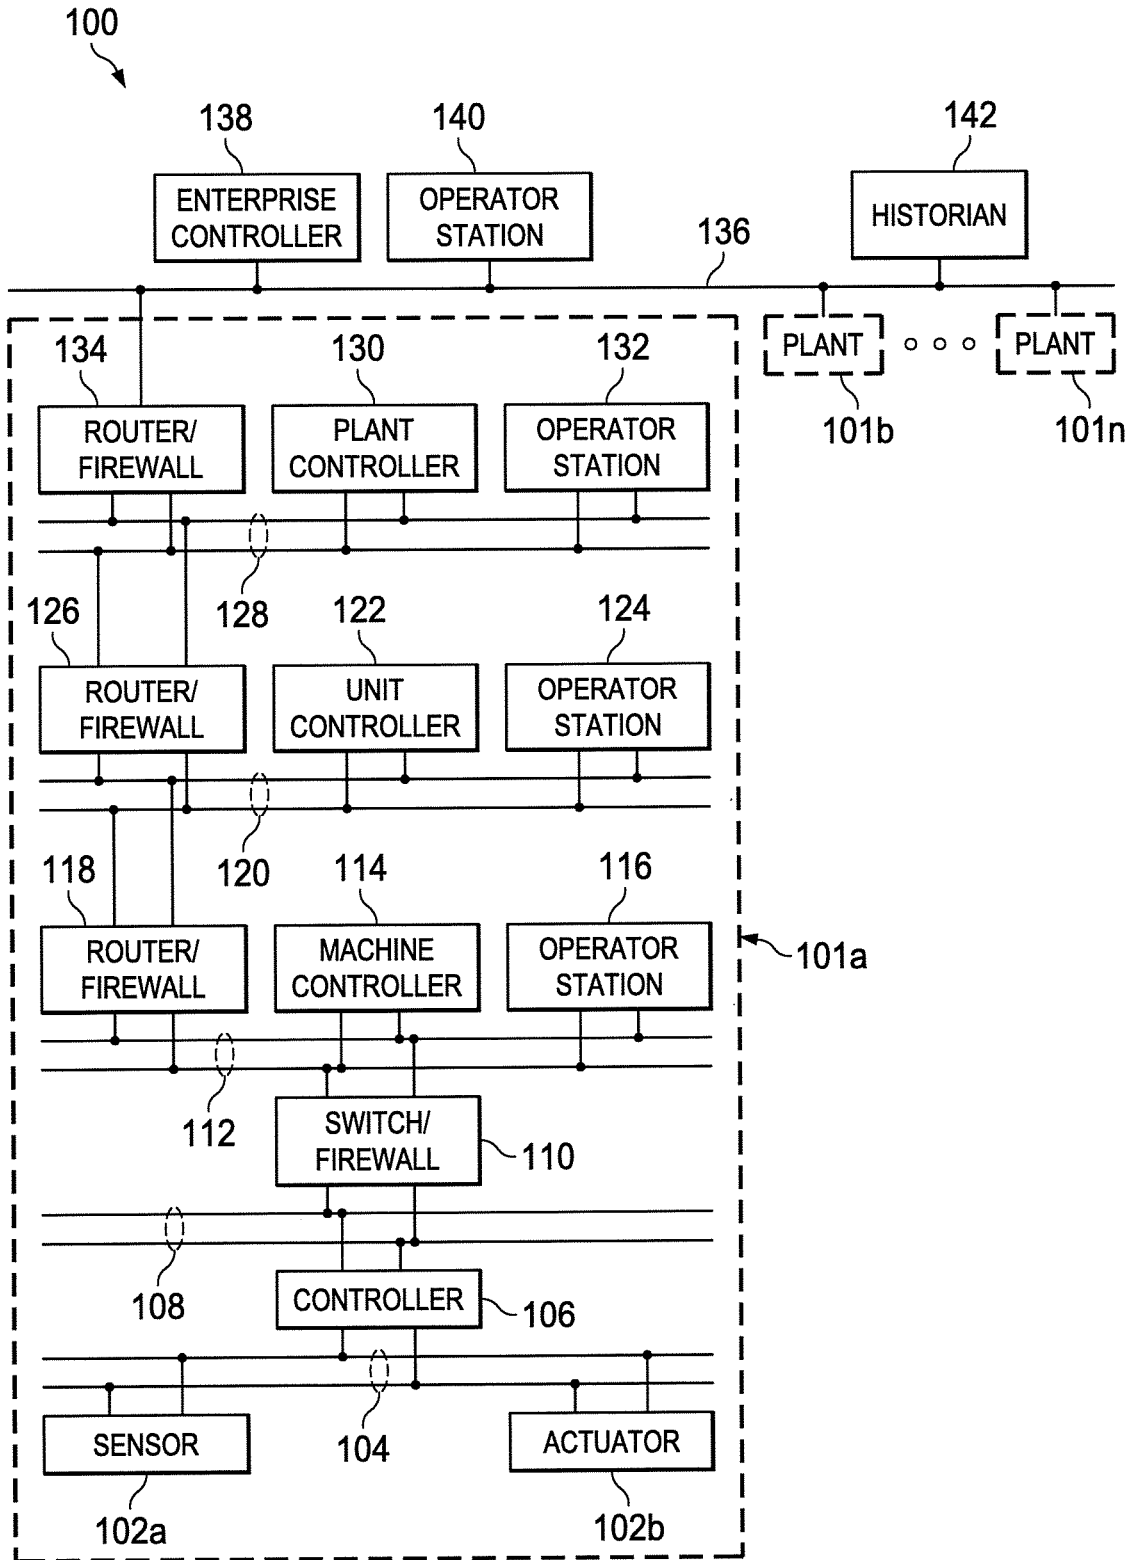 100
138
140
142
ENTERPRISE
CONTROLLER
OPERATOR
STATION
HISTORIAN
136
134
130
132
PLANT
PLANT
101b
101n
ROUTER/
FIREWALL
PLANT
CONTROLLER
OPERATOR
STATION
128
126
122
124
ROUTER/
FIREWALL
UNIT
CONTROLLER
OPERATOR
STATION
120
118
114
116
ROUTER/
FIREWALL
MACHINE
CONTROLLER
OPERATOR
STATION
101a
112
SWITCH/
FIREWALL
110
108
CONTROLLER
106
104
SENSOR
ACTUATOR
102a
102b